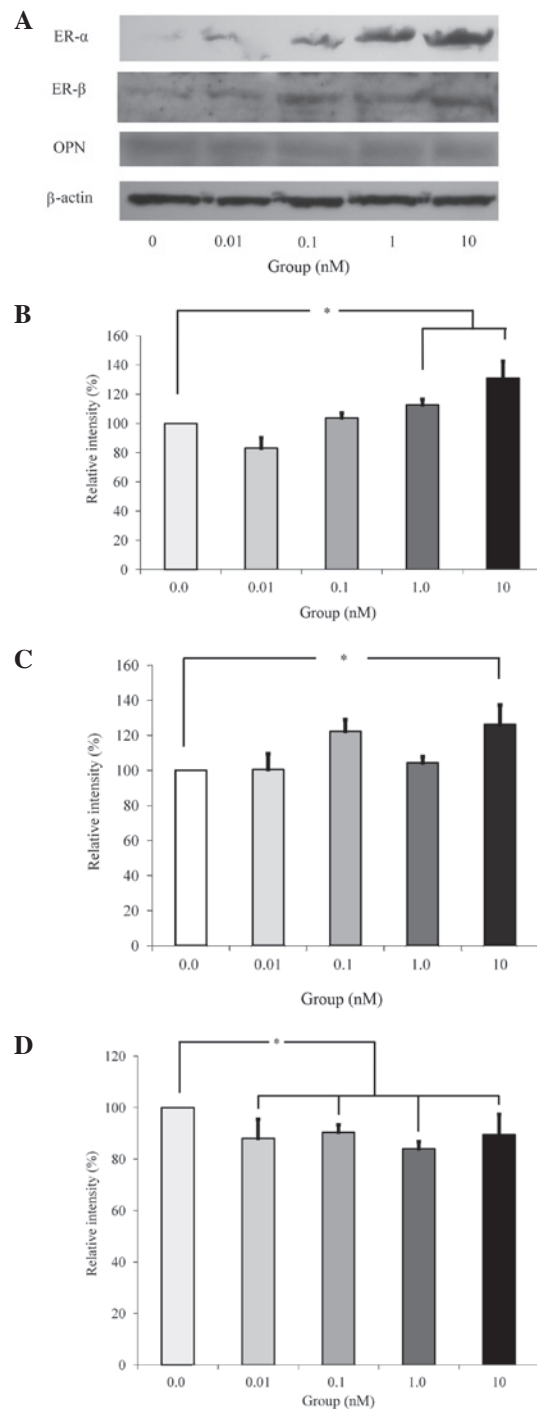 A
ER-α
ER-β
OPN
β-actin
0 0.01 0.1 1 10
Group (nM)
B
*
160
140
120
100
80
60
40
20
0
Relative intensity (%)
0.0 0.01 0.1 1.0 10
Group (nM)
C
*
160
140
120
100
80
60
40
20
0
Relative intensity (%)
0.0 0.01 0.1 1.0 10
Group (nM)
D
*
120
100
80
60
40
20
0
Relative intensity (%)
0.0 0.01 0.1 1.0 10
Group (nM)